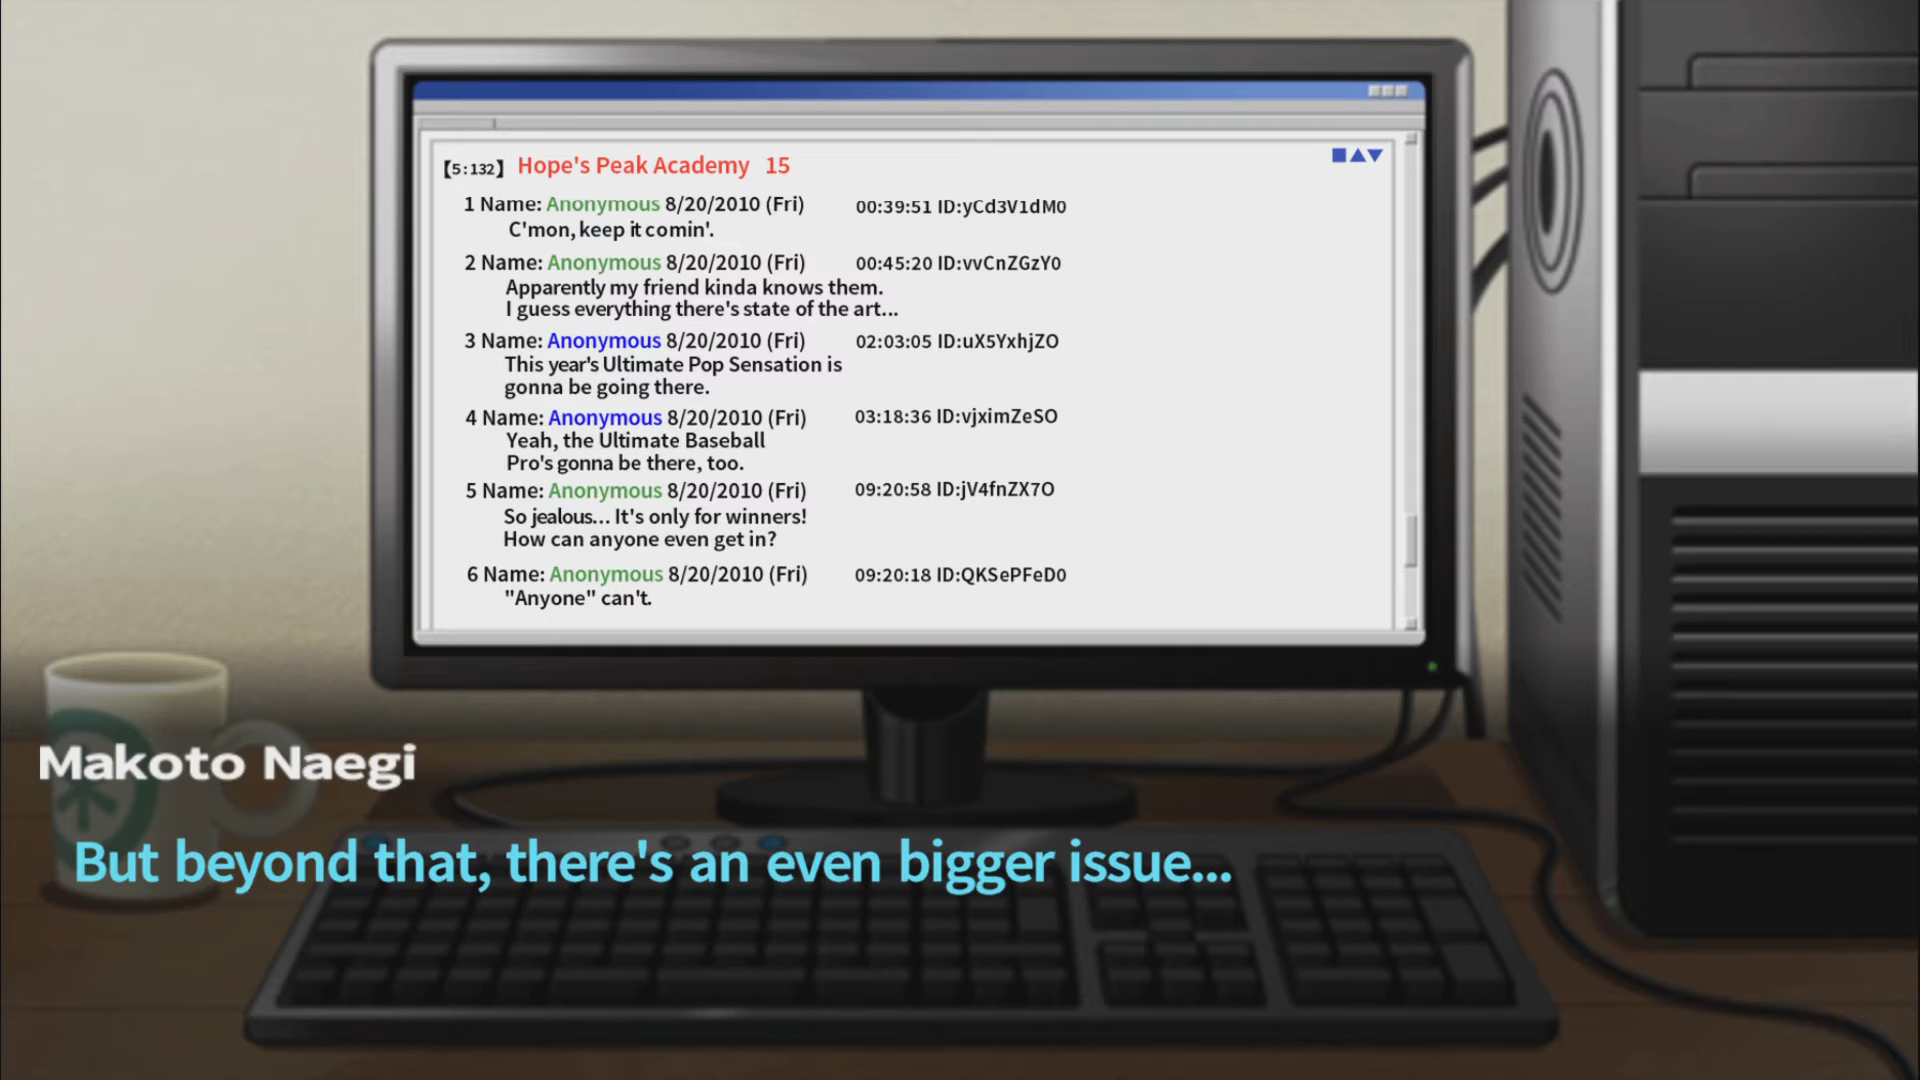 【5:132】 Hope's Peak Academy 15
1 Name: Anonymous 8/20/2010 (Fri) 00:39:51 ID:yCd3V1dM0
C'mon, keep it comin'.
2 Name: Anonymous 8/20/2010 (Fri) 00:45:20 ID:vvCnZGzY0
Apparently my friend kinda knows them.
I guess everything there's state of the art...
3 Name: Anonymous 8/20/2010 (Fri) 02:03:05 ID:uX5YxhjZO
This year's Ultimate Pop Sensation is
gonna be going there.
4 Name: Anonymous 8/20/2010 (Fri) 03:18:36 ID:vjximZeSO
Yeah, the Ultimate Baseball
Pro's gonna be there, too.
5 Name: Anonymous 8/20/2010 (Fri) 09:20:58 ID:jV4fnZX7O
So jealous... It's only for winners!
How can anyone even get in?
6 Name: Anonymous 8/20/2010 (Fri) 09:20:18 ID:QKSePFeD0
"Anyone" can't.
Makoto Naegi
But beyond that, there's an even bigger issue...